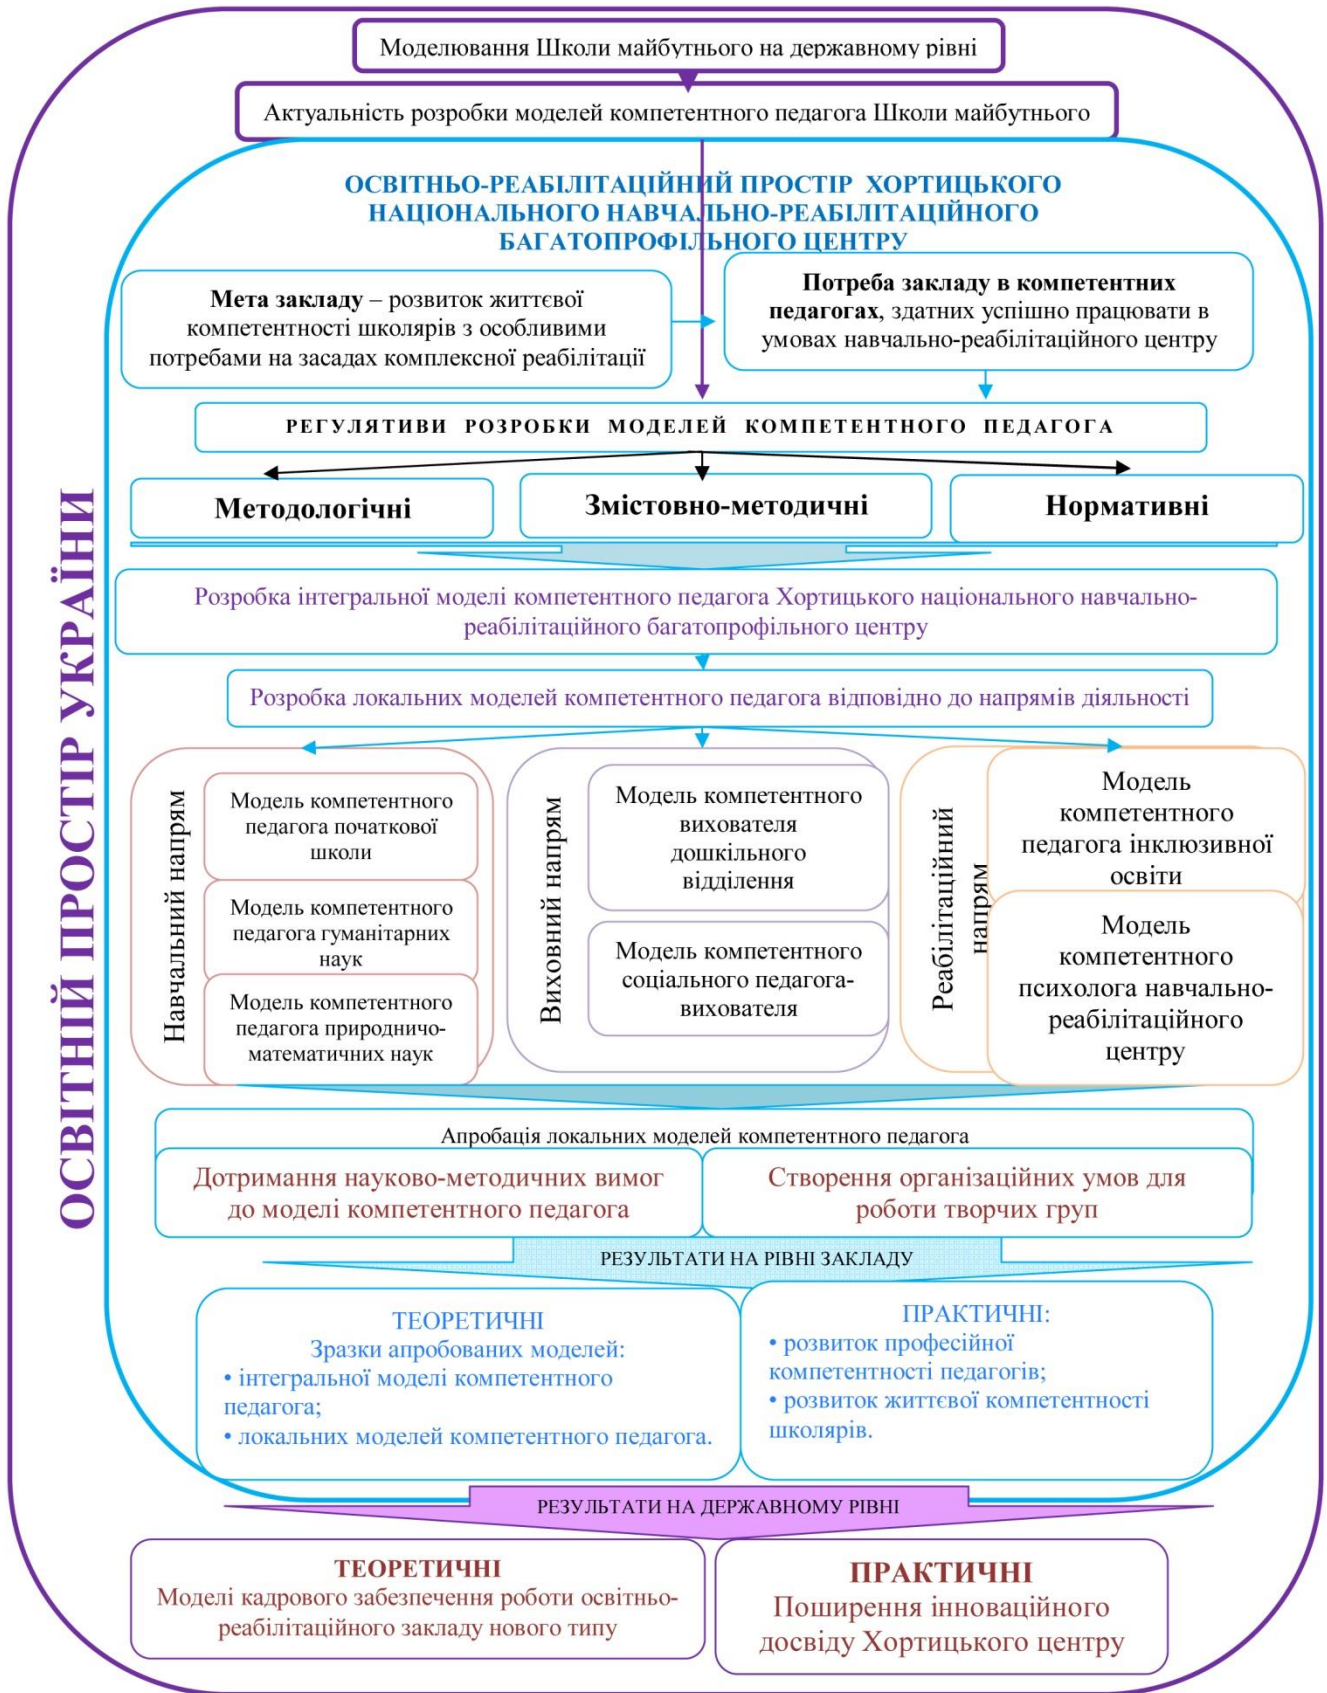 Моделювання Школи майбутнього на державному рівні
Актуальність розробки моделей компетентного педагога Школи майбутнього
ОСВІТНІЙ ПРОСТІР УКРАЇНИ
ОСВІТНЬО-РЕАБІЛІТАЦІЙНИЙ ПРОСТІР ХОРТИЦЬКОГО
НАЦІОНАЛЬНОГО НАВЧАЛЬНО-РЕАБІЛІТАЦІЙНОГО
БАГАТОПРОФІЛЬНОГО ЦЕНТРУ
Мета закладу – розвиток життєвої
компетентності школярів з особливими
потребами на засадах комплексної реабілітації
Потреба закладу в компетентних
педагогах, здатних успішно працювати в
умовах навчально-реабілітаційного центру
РЕГУЛЯТИВИ РОЗРОБКИ МОДЕЛЕЙ КОМПЕТЕНТНОГО ПЕДАГОГА
Методологічні
Змістовно-методичні
Нормативні
Розробка інтегральної моделі компетентного педагога Хортицького національного навчально-
реабілітаційного багатопрофільного центру
Розробка локальних моделей компетентного педагога відповідно до напрямів діяльності
Навчальний напрям
Модель компетентного
педагога початкової
школи
Модель компетентного
педагога гуманітарних
наук
Модель компетентного
педагога природничо-
математичних наук
Виховний напрям
Модель компетентного
вихователя
дошкільного
відділення
Модель компетентного
соціального педагога-
вихователя
Реабілітаційний
напрям
Модель
компетентного
педагога інклюзивної
освіти
Модель
компетентного
психолога навчально-
реабілітаційного
центру
Апробація локальних моделей компетентного педагога
Дотримання науково-методичних вимог
до моделі компетентного педагога
Створення організаційних умов для
роботи творчих груп
РЕЗУЛЬТАТИ НА РІВНІ ЗАКЛАДУ
ТЕОРЕТИЧНІ
Зразки апробованих моделей:
• інтегральної моделі компетентного
педагога;
• локальних моделей компетентного педагога.
ПРАКТИЧНІ:
• розвиток професійної
компетентності педагогів;
• розвиток життєвої компетентності
школярів.
РЕЗУЛЬТАТИ НА ДЕРЖАВНОМУ РІВНІ
ТЕОРЕТИЧНІ
Моделі кадрового забезпечення роботи освітньо-
реабілітаційного закладу нового типу
ПРАКТИЧНІ
Поширення інноваційного
досвіду Хортицького центру